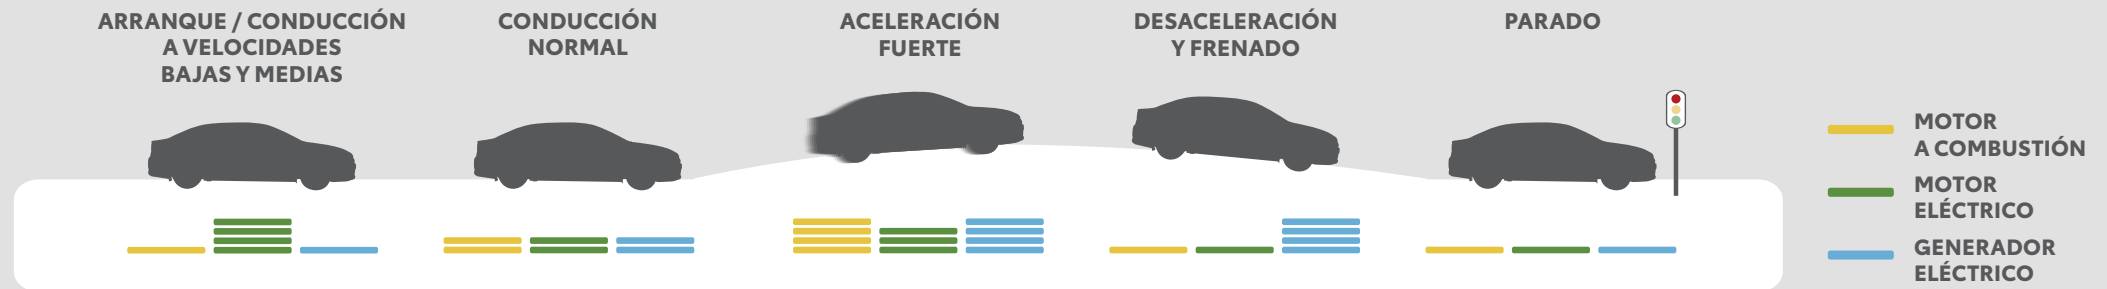 ARRANQUE / CONDUCCIÓN
A VELOCIDADES
BAJAS Y MEDIAS
CONDUCCIÓN
NORMAL
ACELERACIÓN
FUERTE
DESACELERACIÓN
Y FRENADO
PARADO
MOTOR
A COMBUSTIÓN
MOTOR
ELÉCTRICO
GENERADOR
ELÉCTRICO